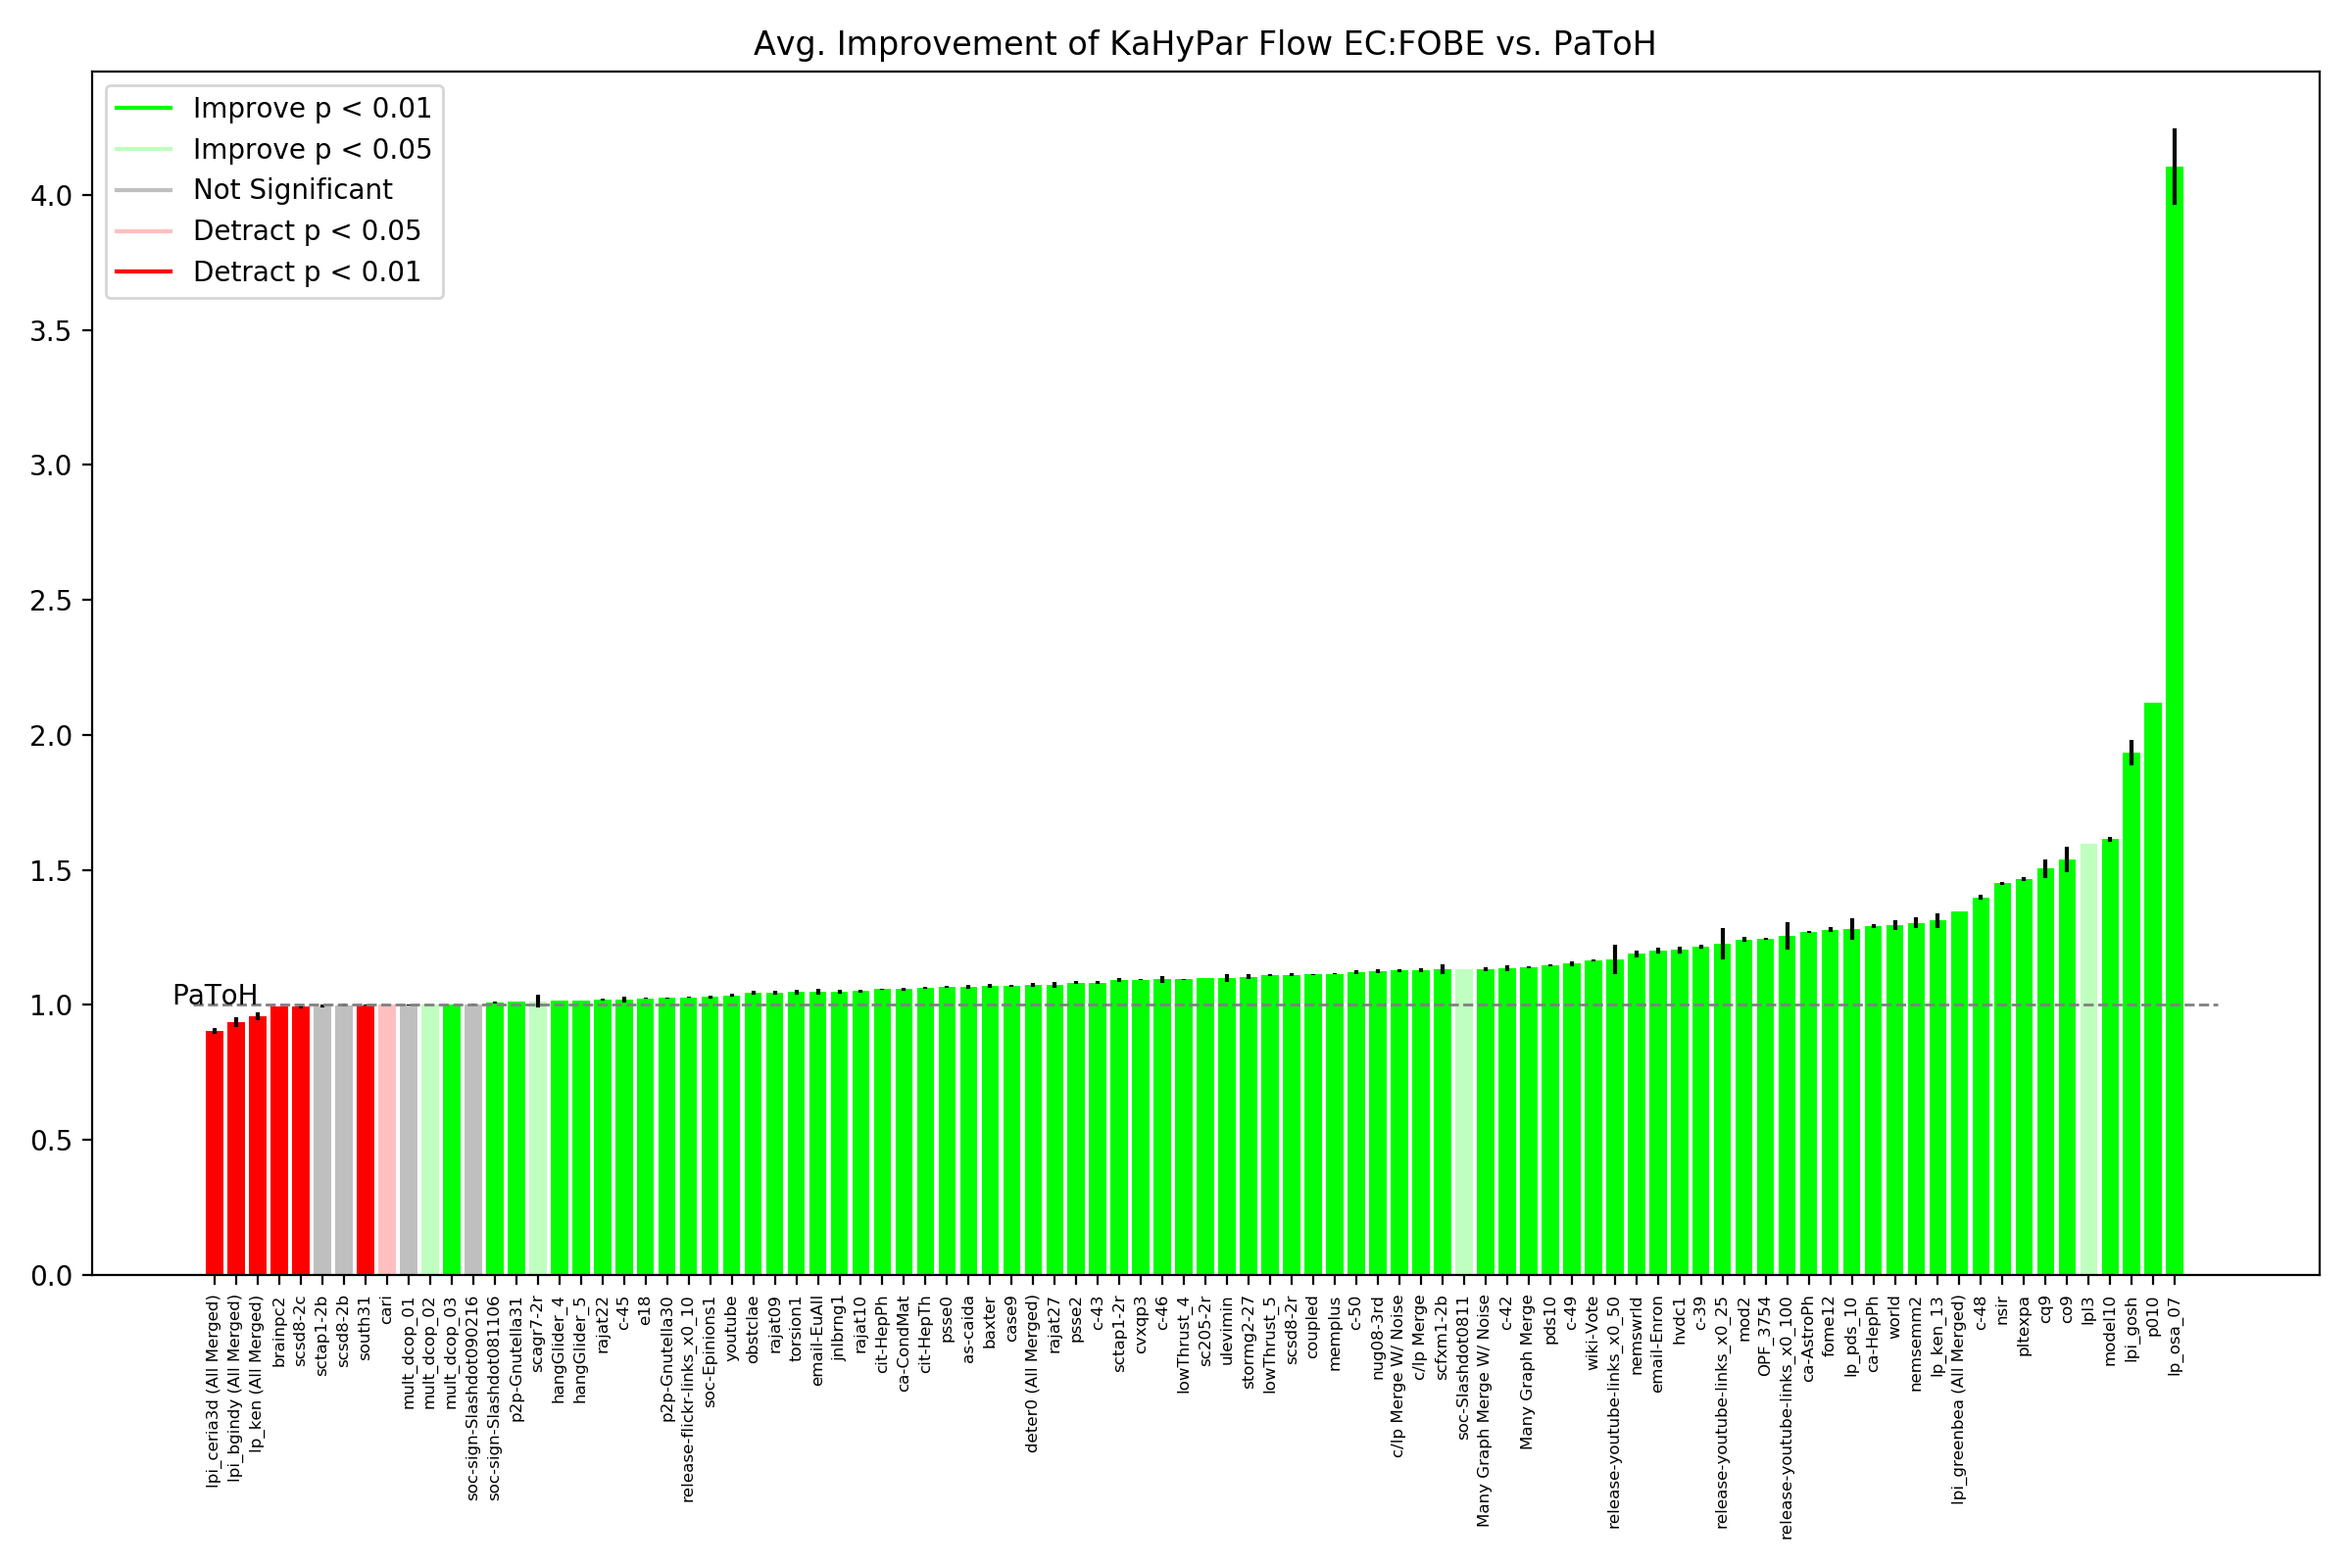 Avg. Improvement of KaHyPar Flow EC:FOBE vs. PaToH
Improve p < 0.01
Improve p < 0.05
Not Significant
Detract p < 0.05
Detract p < 0.01
4.0
3.5
3.0
2.5
2.0
1.5
1.0
0.5
0.0
PaToH
lpi_ceria3d (All Merged)
lpi_bgindy (All Merged)
lp_ken (All Merged)
brainpc2
scsd8-2c
sctap1-2b
scsd8-2b
south31
cari
mult_dcop_01
mult_dcop_02
mult_dcop_03
soc-sign-Slashdot090216
soc-sign-Slashdot081106
p2p-Gnutella31
scagr7-2r
hangGlider_4
hangGlider_5
rajat22
c-45
e18
p2p-Gnutella30
release-flickr-links_x0_10
soc-Epinions1
youtube
obstclae
rajat09
torsion1
email-EuAll
jnlbrng1
rajat10
cit-HepPh
ca-CondMat
cit-HepTh
psse0
as-caida
baxter
case9
deter0 (All Merged)
rajat27
psse2
c-43
sctap1-2r
cvxqp3
c-46
lowThrust_4
sc205-2r
ulevimin
stormg2-27
lowThrust_5
scsd8-2r
coupled
memplus
c-50
nug08-3rd
c/lp Merge W/ Noise
c/lp Merge
scfxm1-2b
soc-Slashdot0811
Many Graph Merge W/ Noise
c-42
Many Graph Merge
pds10
c-49
wiki-Vote
release-youtube-links_x0_50
nemswrld
email-Enron
hvdc1
c-39
release-youtube-links_x0_25
mod2
OPF_3754
release-youtube-links_x0_100
ca-AstroPh
fome12
lp_pds_10
ca-HepPh
world
nemsemm2
lp_ken_13
lpi_greenbea (All Merged)
c-48
nsir
pltexpa
cq9
co9
lpl3
model10
lpi_gosh
p010
lp_osa_07